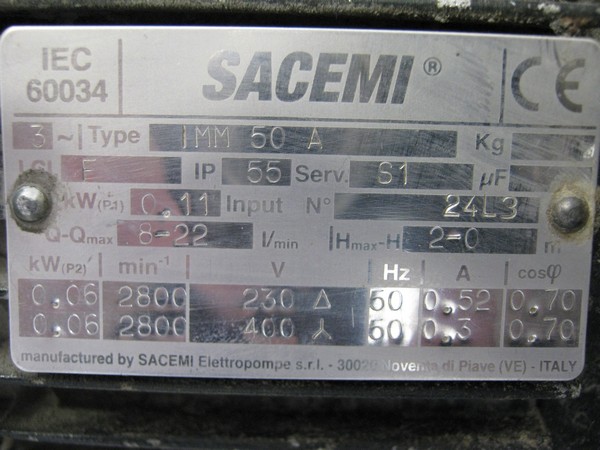 IEC
60034
SACEMI ®
CE
3 ~ Type IMM 50 A Kg
I.CL F IP 55 Serv. S1 µF
kW(P1) 0.11 Input N° 24L3
Q-Qmax 8-22 l/min Hmax-H 2-0 m
kW(P2) min-1 V Hz A cosφ
0.06 2800 230 Δ 50 0.52 0.70
0.06 2800 400 ⅄ 50 0.3 0.70
manufactured by SACEMI Elettropompe s.r.l. - 30020 Noventa di Piave (VE) - ITALY